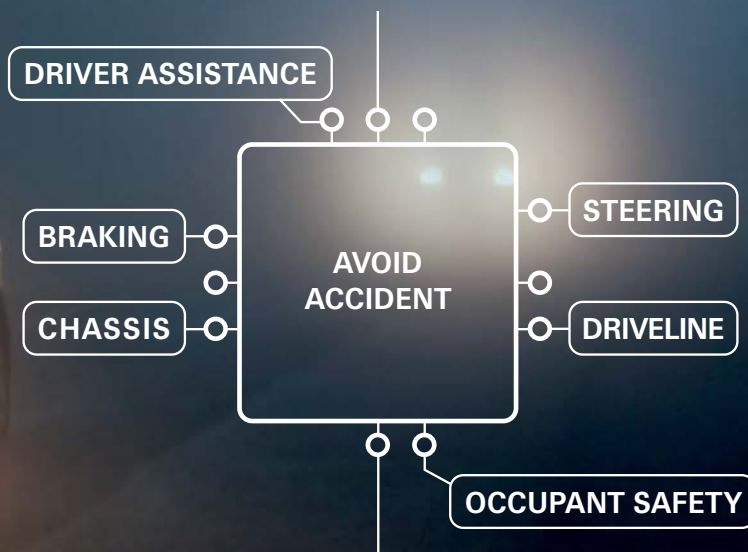 DRIVER ASSISTANCE
BRAKING
STEERING
AVOID
ACCIDENT
CHASSIS
DRIVELINE
OCCUPANT SAFETY